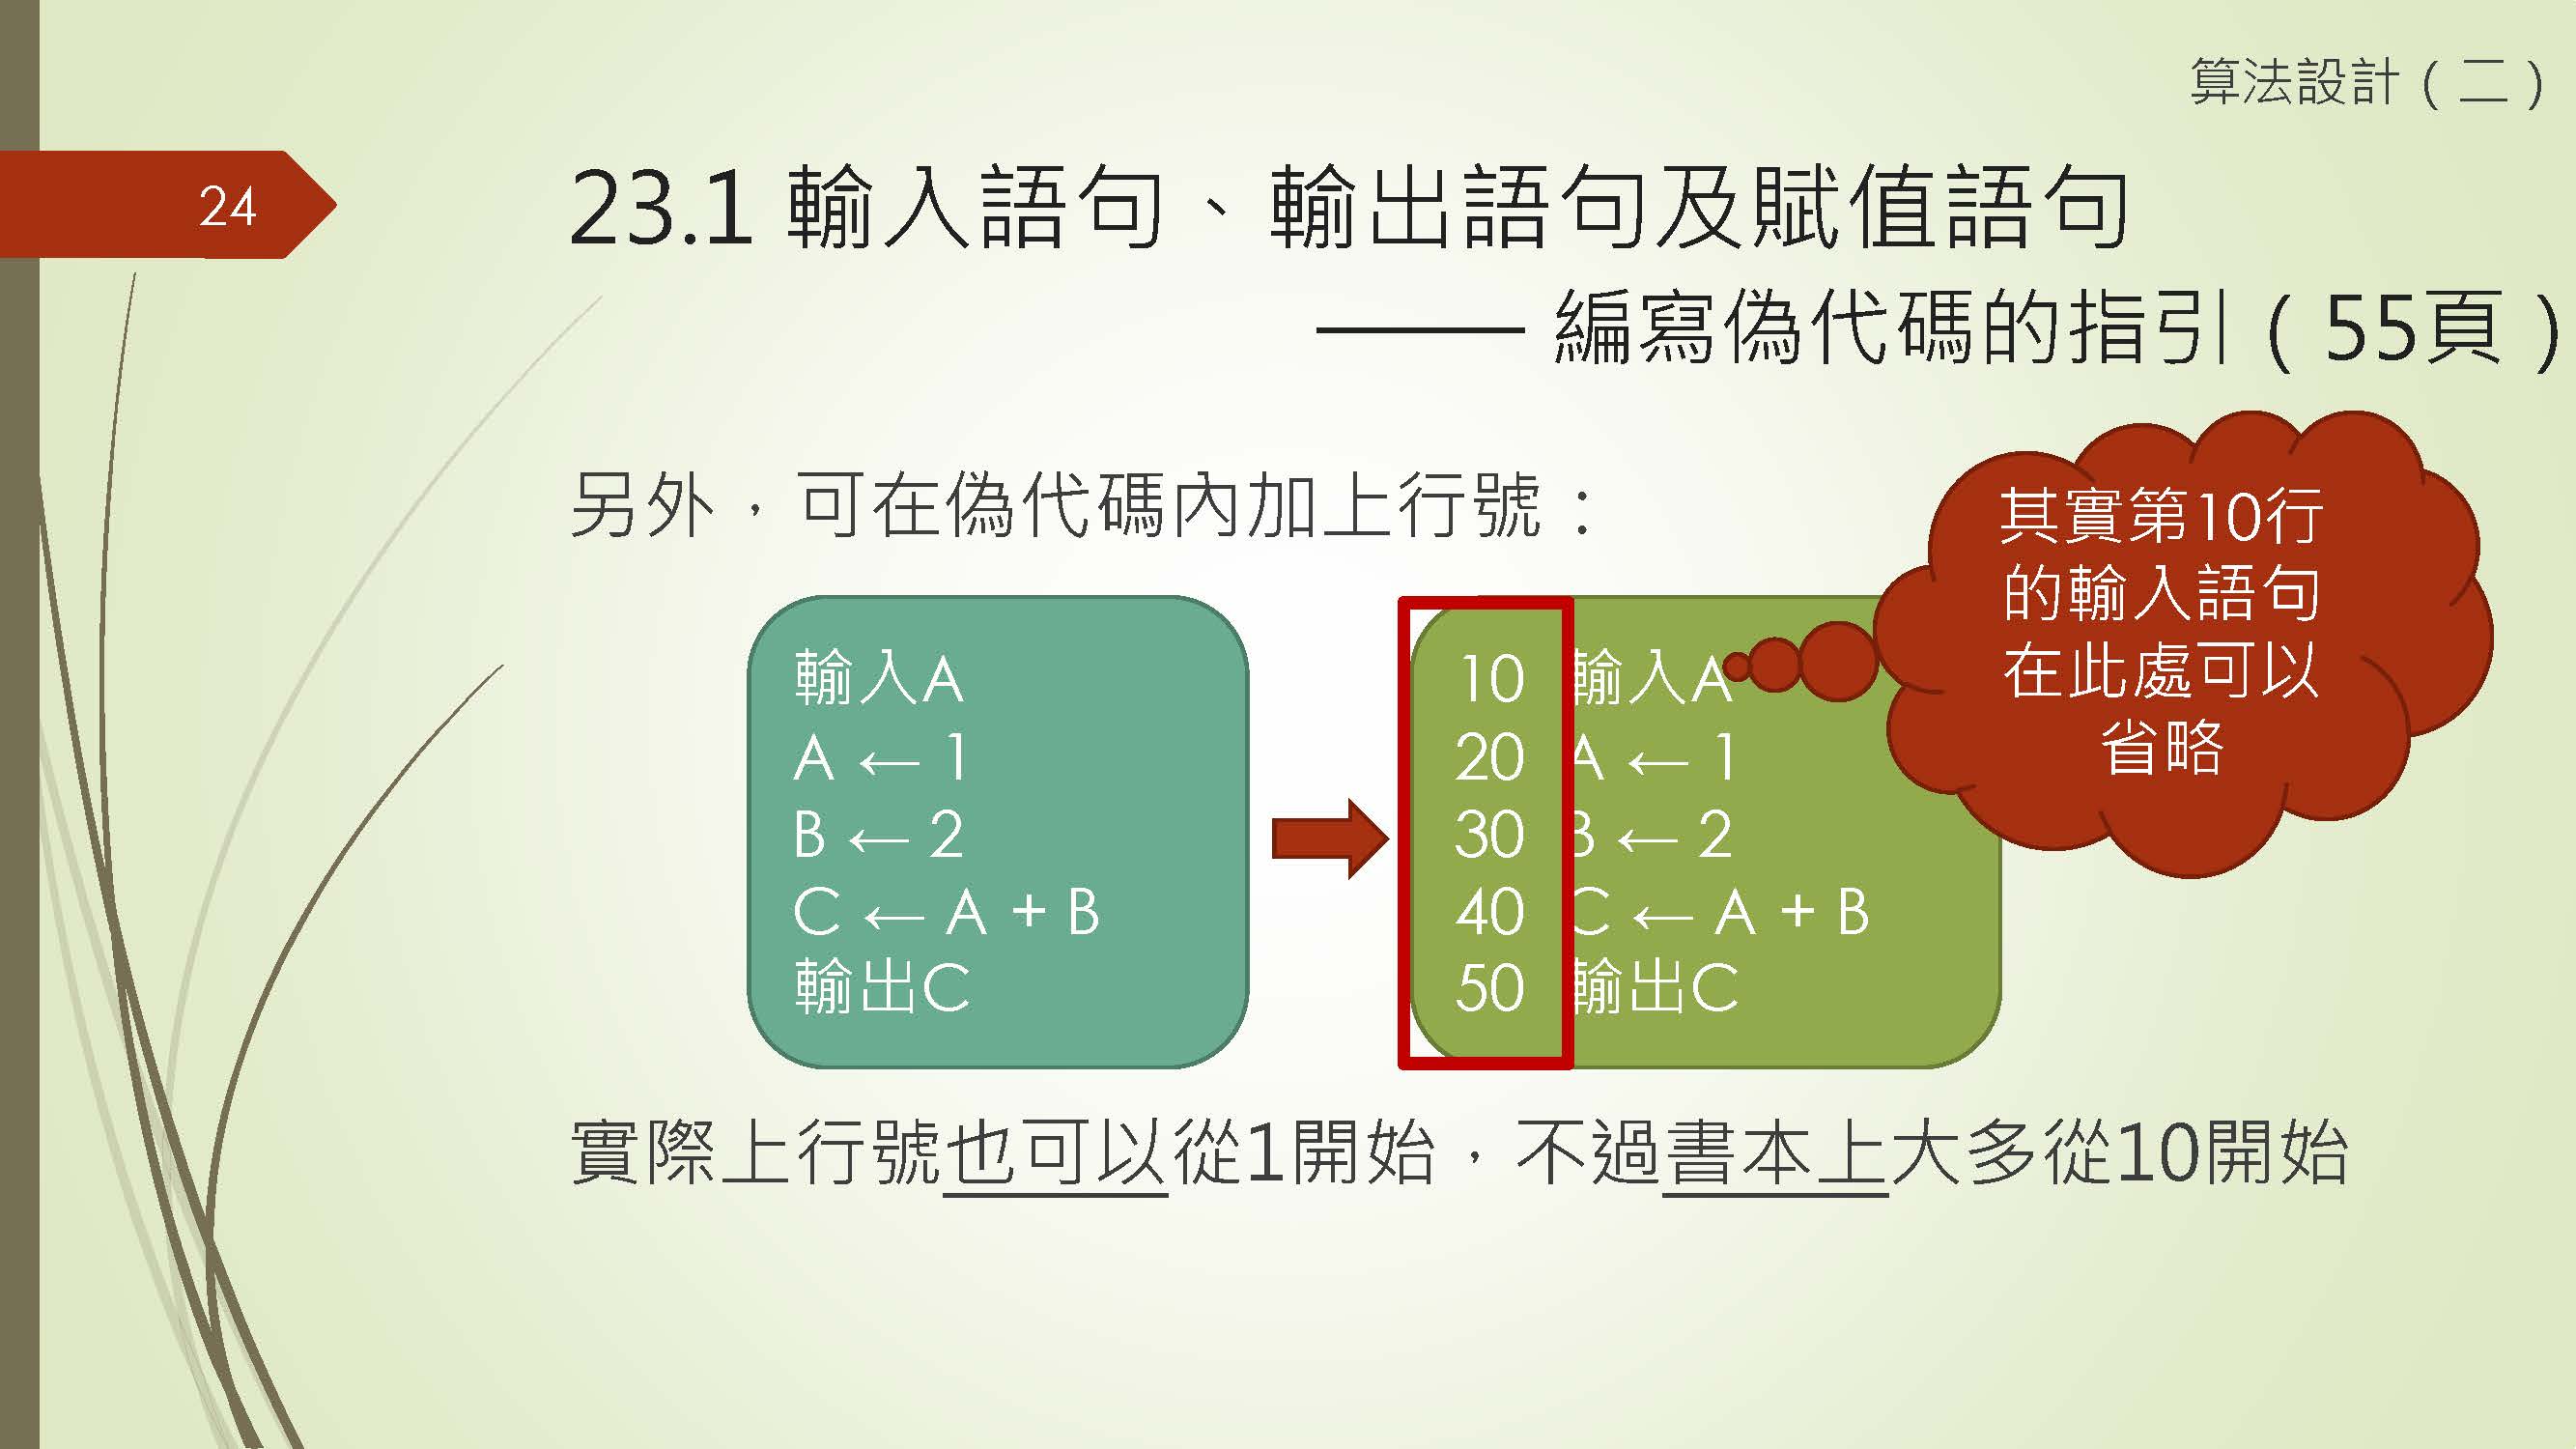 算法設計（二）
24
23.1 輸入語句、輸出語句及賦值語句
—— 編寫偽代碼的指引（55頁）
另外，可在偽代碼內加上行號：
輸入A
A ← 1
B ← 2
C ← A + B
輸出C
10 輸入A
20 A ← 1
30 B ← 2
40 C ← A + B
50 輸出C
其實第10行
的輸入語句
在此處可以
省略
實際上行號也可以從1開始，不過書本上大多從10開始